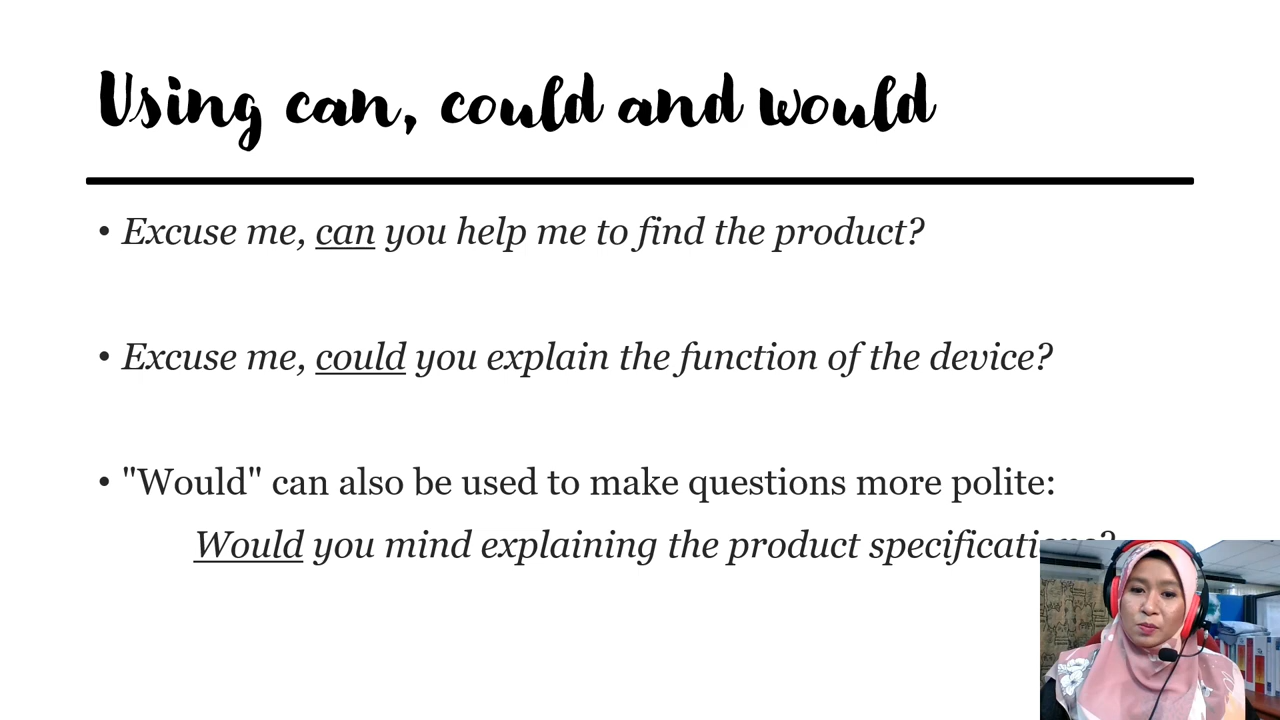 Using can, could and would
• Excuse me, can you help me to find the product?
• Excuse me, could you explain the function of the device?
• "Would" can also be used to make questions more polite:
Would you mind explaining the product